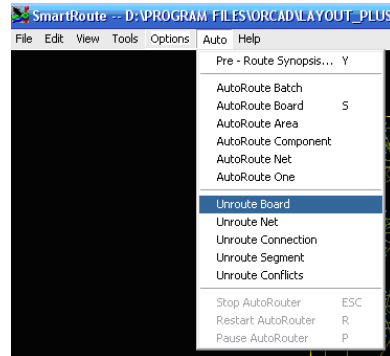 SmartRoute -- D:\PROGRAM FILES\ORCAD\LAYOUT_PLUS
File Edit View Tools Options Auto Help
Pre - Route Synopsis... Y
AutoRoute Batch
AutoRoute Board S
AutoRoute Area
AutoRoute Component
AutoRoute Net
AutoRoute One
Unroute Board
Unroute Net
Unroute Connection
Unroute Segment
Unroute Conflicts
Stop AutoRouter ESC
Restart AutoRouter R
Pause AutoRouter P